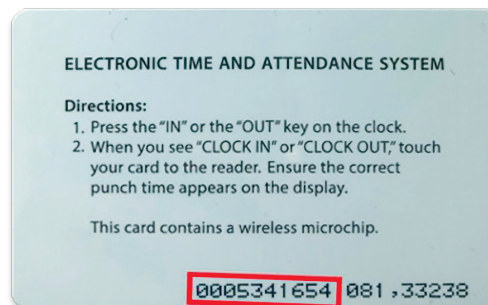 ELECTRONIC TIME AND ATTENDANCE SYSTEM
Directions:
1. Press the “IN” or the “OUT” key on the clock.
2. When you see “CLOCK IN” or “CLOCK OUT,” touch
your card to the reader. Ensure the correct
punch time appears on the display.
This card contains a wireless microchip.
0005341654 081,33238